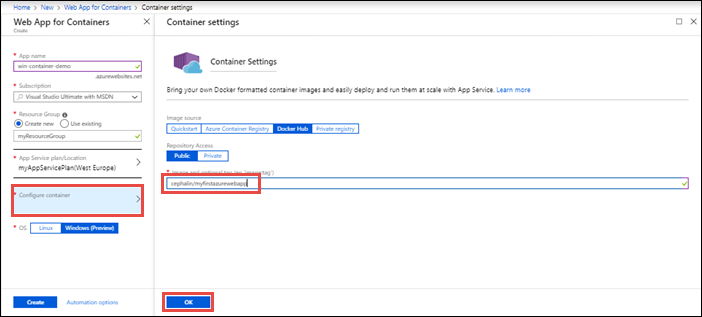 Home > New > Web App for Containers > Container settings
Web App for Containers
Create
* App name
win-container-demo
.azurewebsites.net
* Subscription
Visual Studio Ultimate with MSDN
* Resource Group
Create new Use existing
myResourceGroup
* App Service plan/Location
myAppServicePlan(West Europe)
* Configure container
* OS Linux Windows (Preview)
Create Automation options
Container settings
Container Settings
Bring your own Docker formatted container images and easily deploy and run them at scale with App Service. Learn more
Image source
Quickstart Azure Container Registry Docker Hub Private registry
Repository Access
Public Private
* Image and optional tag (eg 'image:tag')
cephalin/myfirstazurewebapp
OK